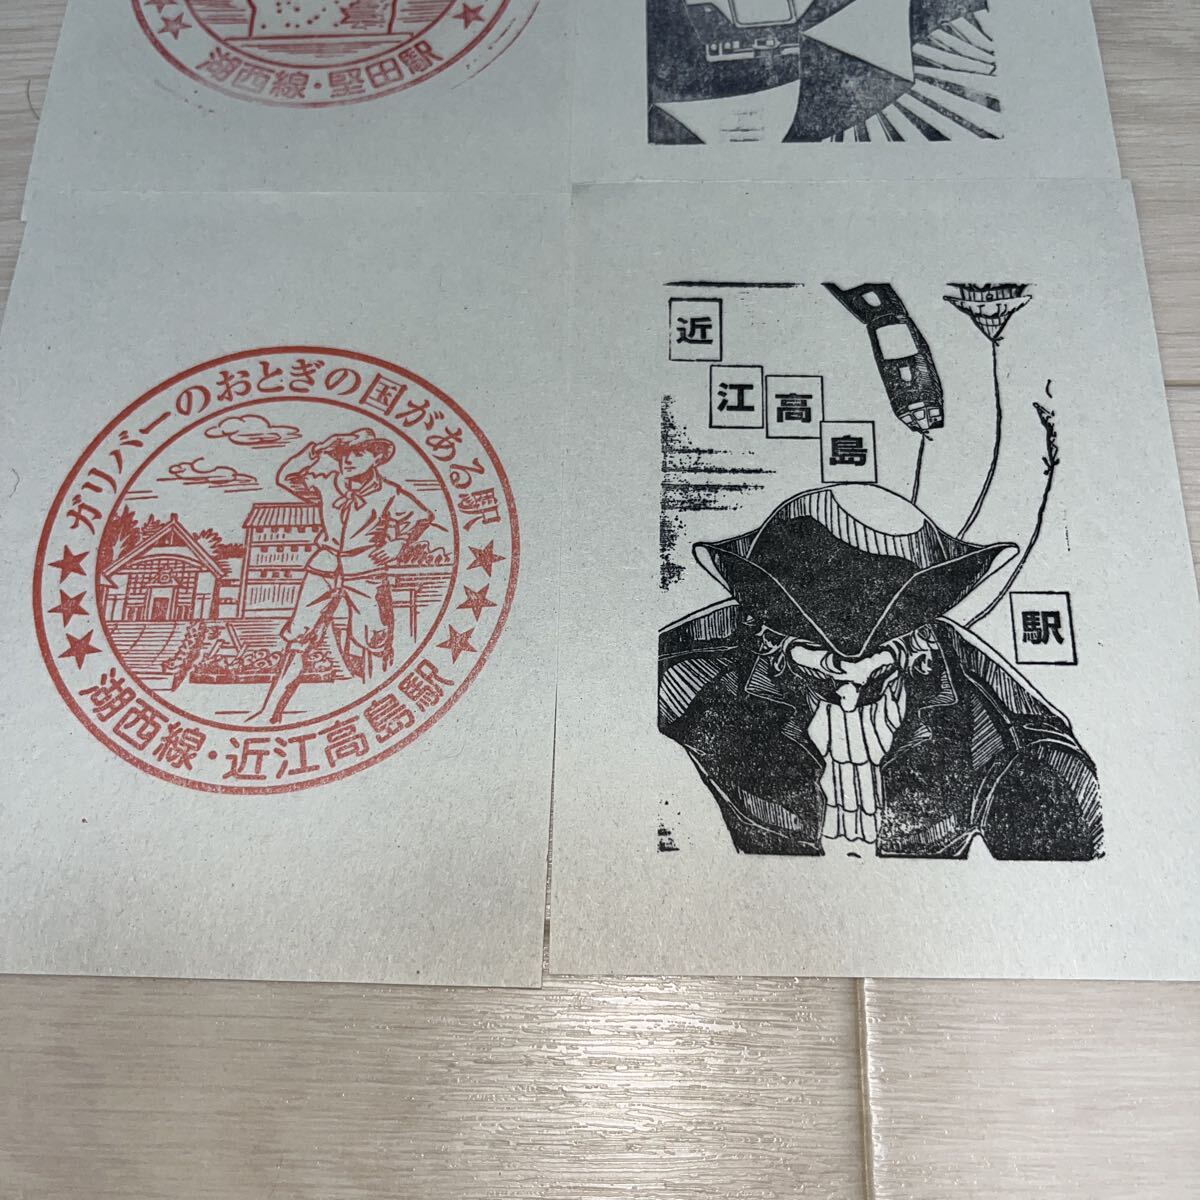 湖西線・堅田駅
ガリバーのおとぎの国がある駅
湖西線・近江高島駅
近江高島駅